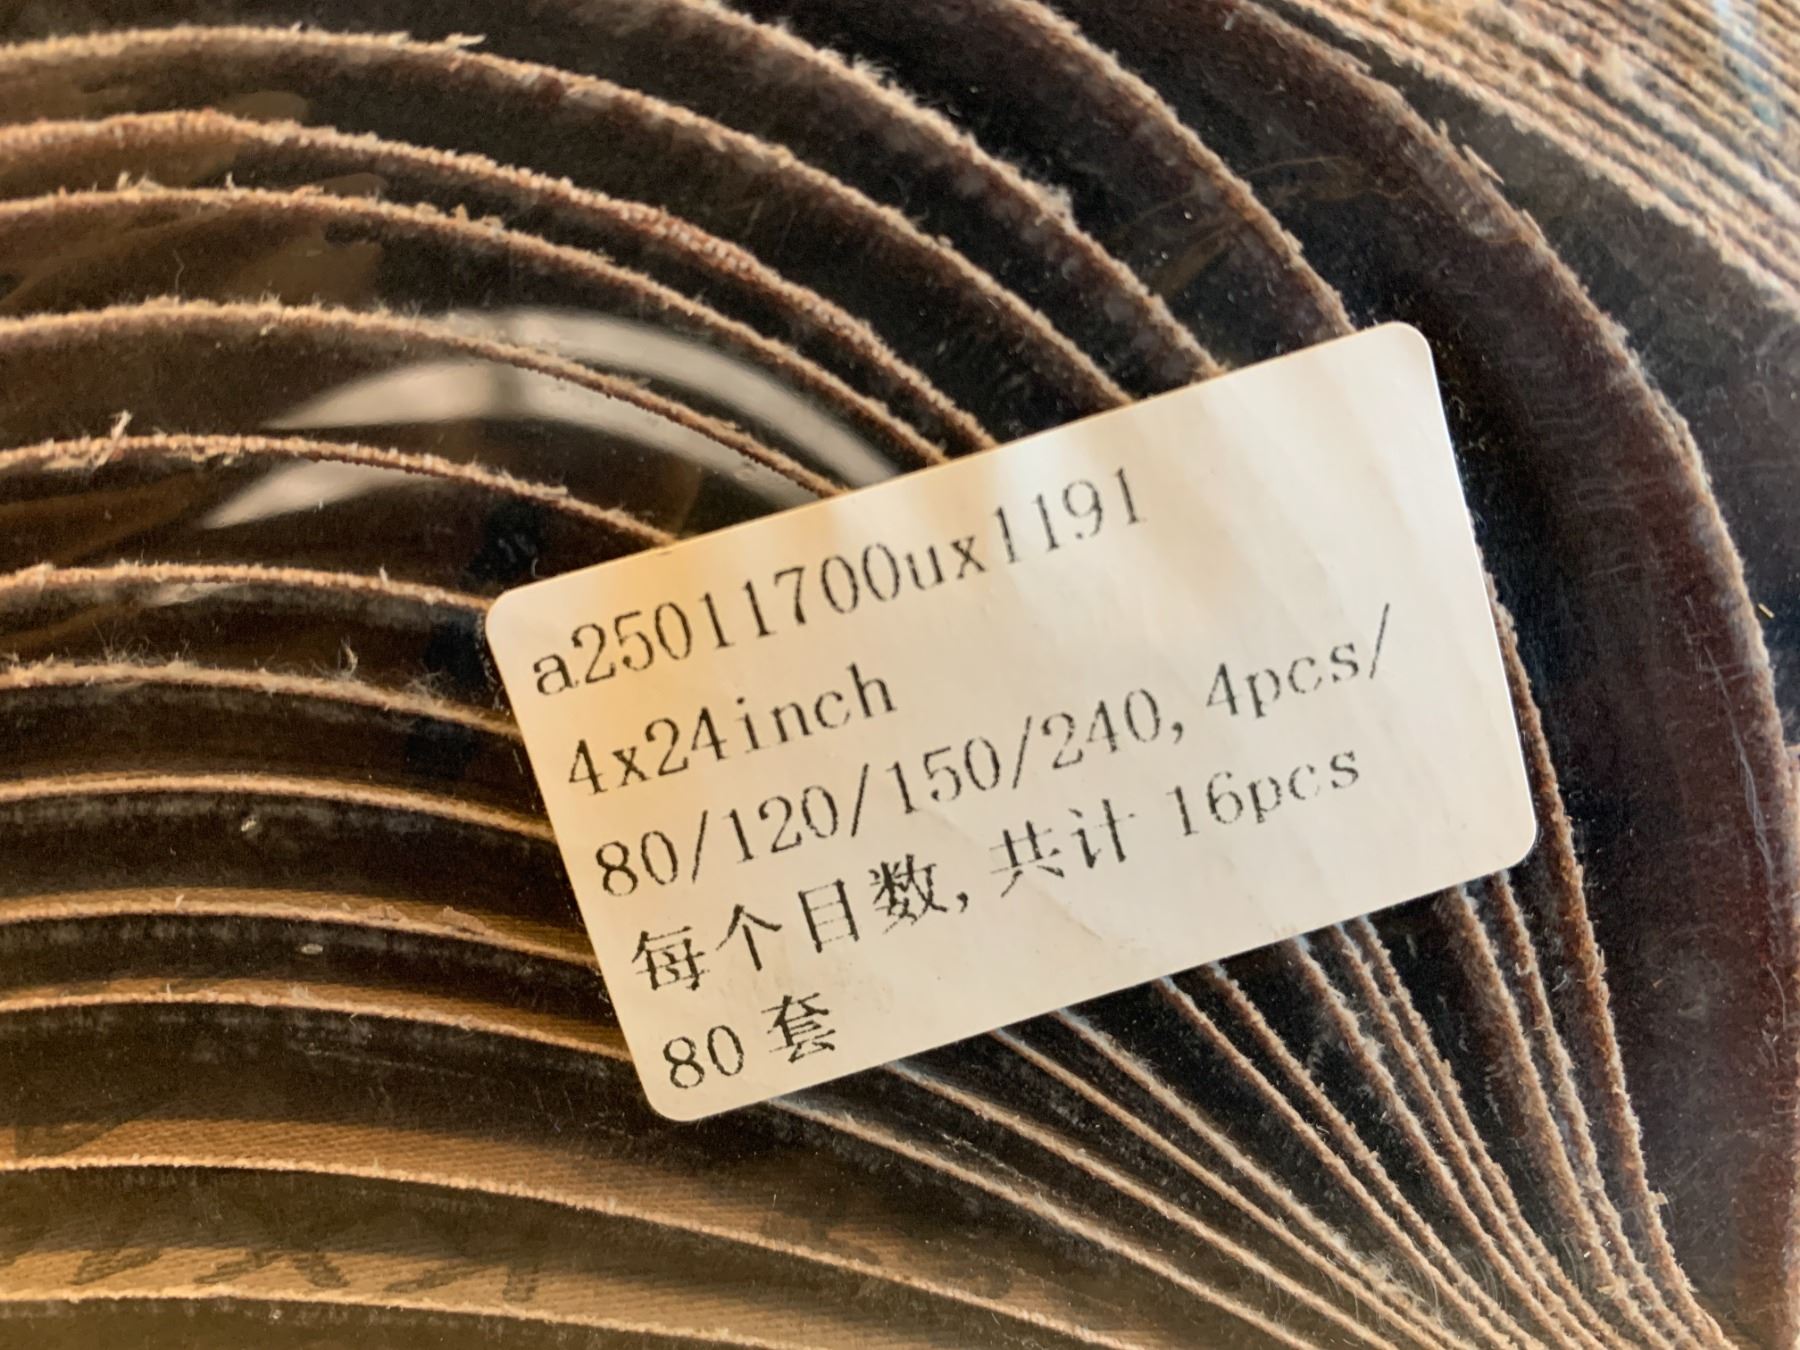 a25011700ux1191
4x24inch
80/120/150/240, 4pcs/
每个目数, 共计 16pcs
80 套